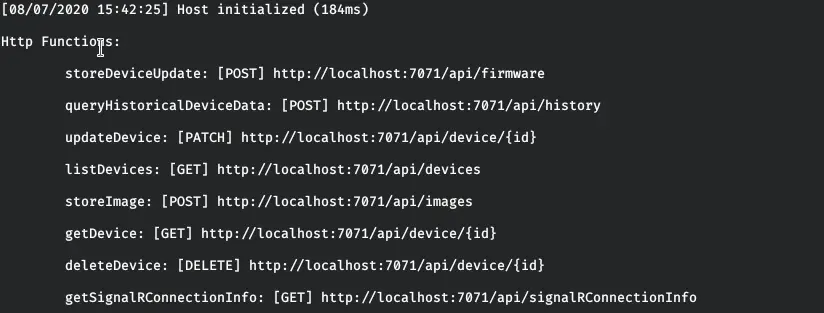 [08/07/2020 15:42:25] Host initialized (184ms)
Http Functions:
storeDeviceUpdate: [POST] http://localhost:7071/api/firmware
queryHistoricalDeviceData: [POST] http://localhost:7071/api/history
updateDevice: [PATCH] http://localhost:7071/api/device/{id}
listDevices: [GET] http://localhost:7071/api/devices
storeImage: [POST] http://localhost:7071/api/images
getDevice: [GET] http://localhost:7071/api/device/{id}
deleteDevice: [DELETE] http://localhost:7071/api/device/{id}
getSignalRConnectionInfo: [GET] http://localhost:7071/api/signalRConnectionInfo